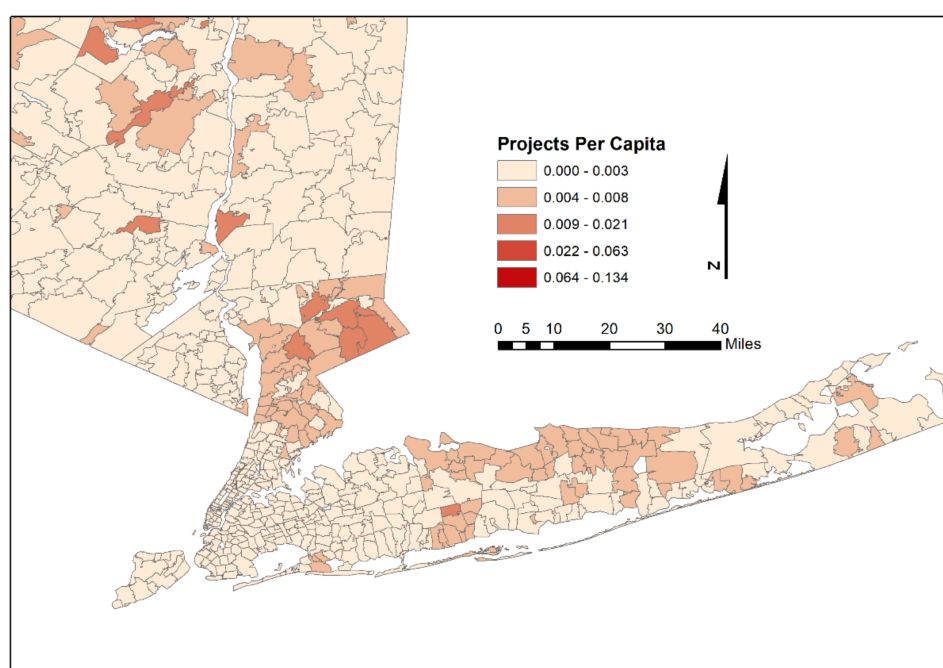 Projects Per Capita
0.000 - 0.003
0.004 - 0.008
0.009 - 0.021
0.022 - 0.063
0.064 - 0.134
N
0 5 10 20 30 40
Miles